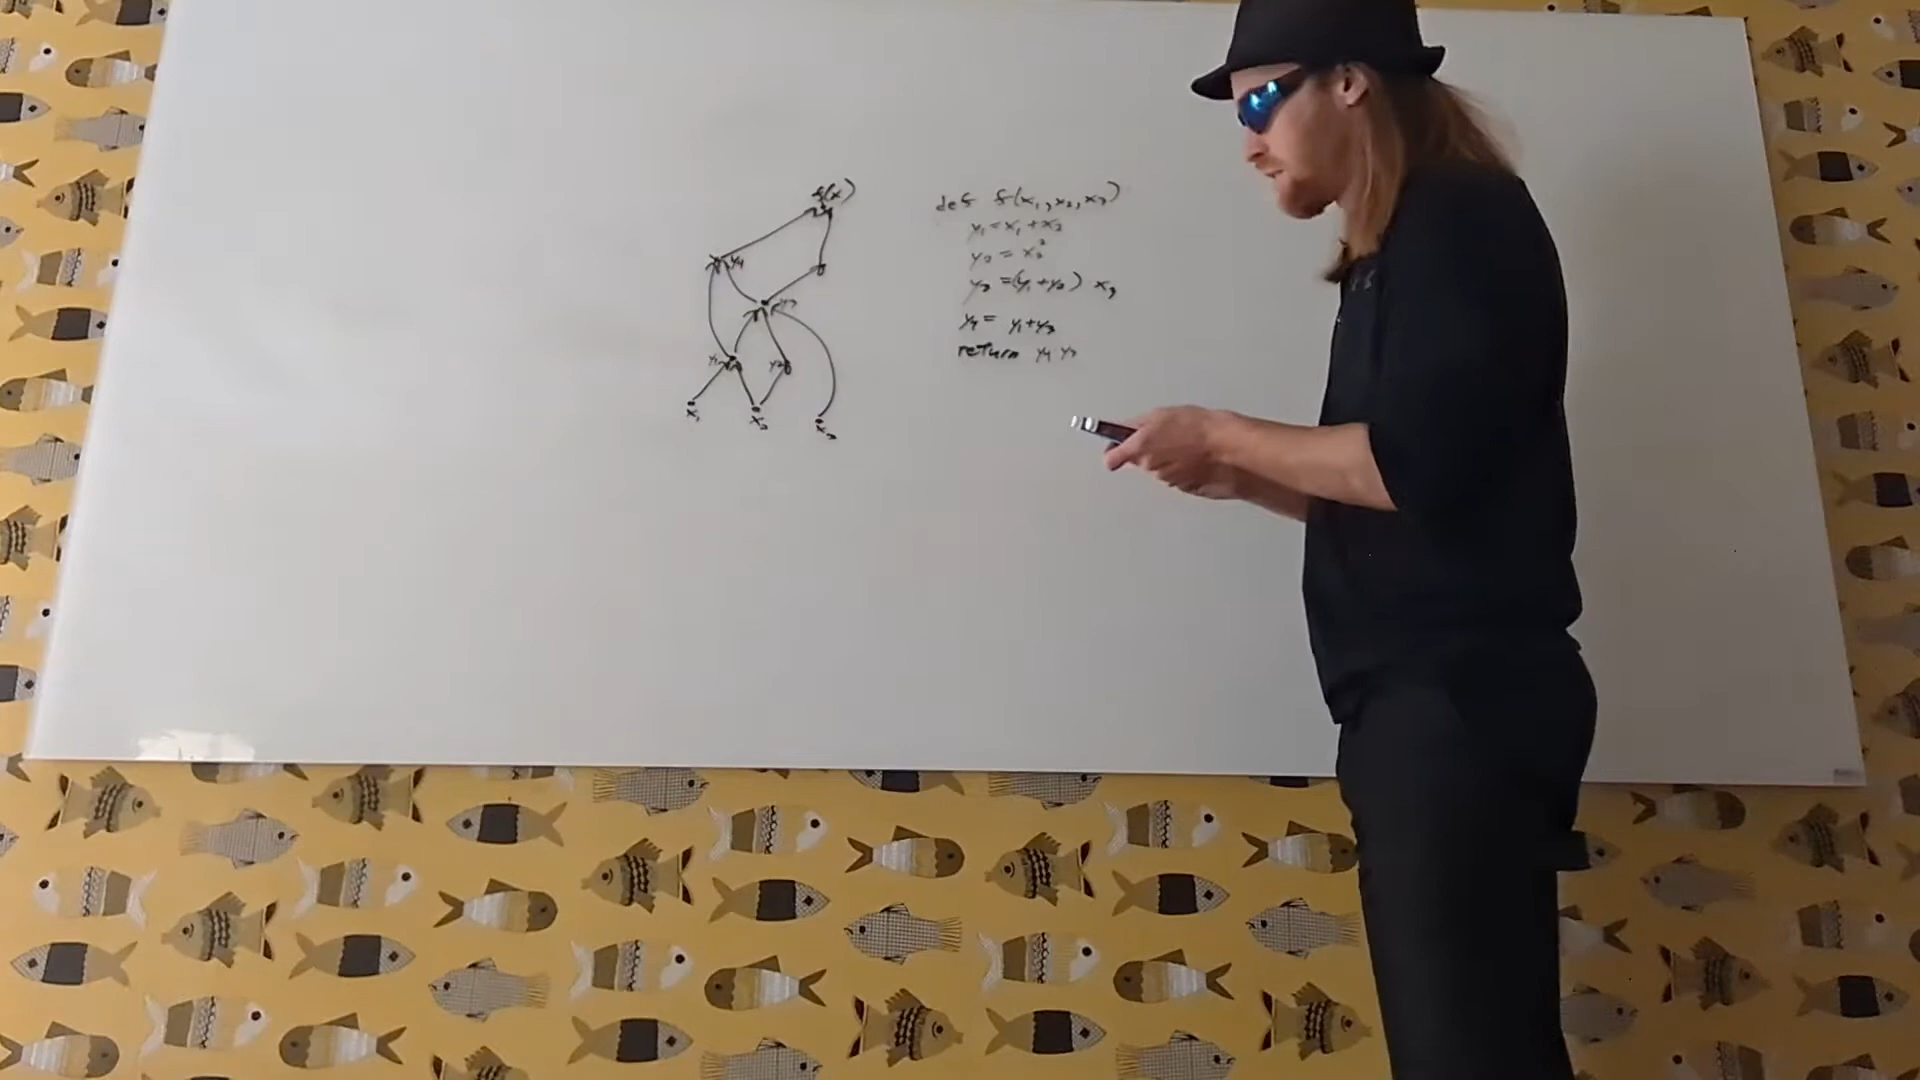 f(x)
y₄
y₃
y₁ y₂
x₁ x₂ x₃
def f(x₁, x₂, x₃)
y₁ = x₁ + x₂
y₂ = x₂²
y₃ = (y₁ + y₂) x₃
y₄ = y₁ + y₃
return y₄ y₃